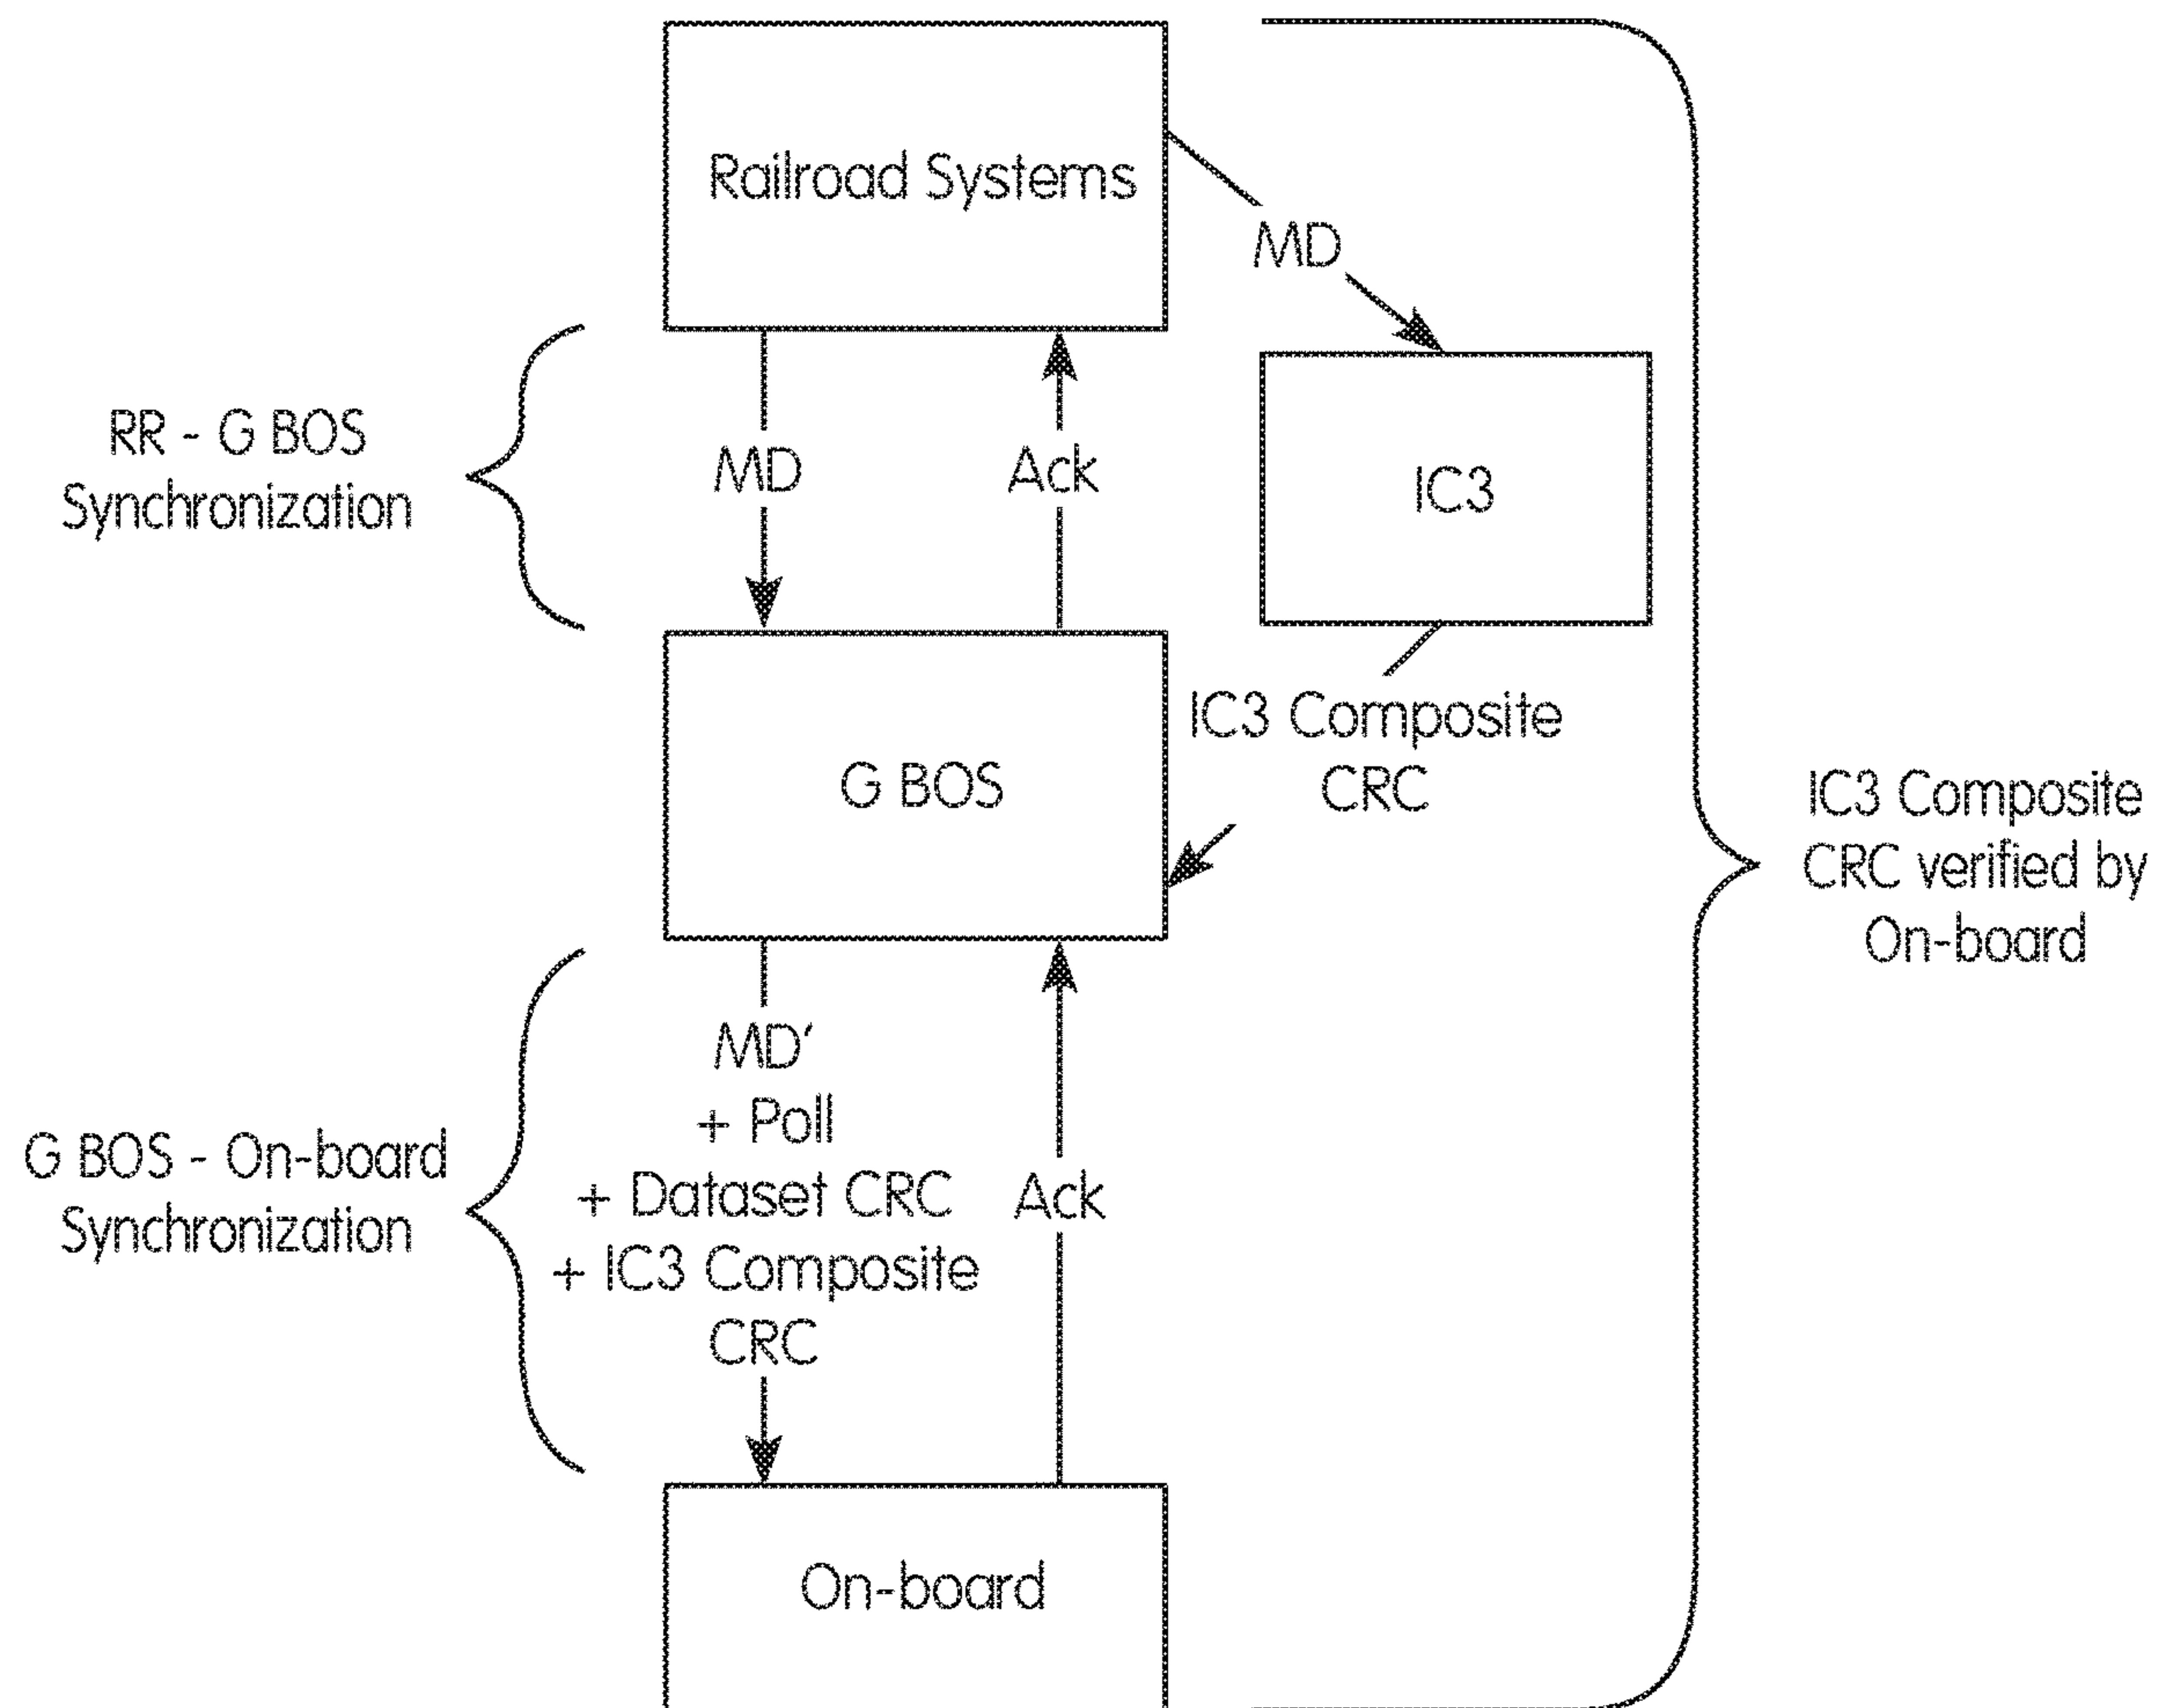 Railroad Systems
MD
RR - G BOS
Synchronization
MD
Ack
IC3
IC3 Composite
CRC
G BOS
IC3 Composite
CRC verified by
On-board
MD'
+ Poll
+ Dataset CRC
+ IC3 Composite
CRC
Ack
G BOS - On-board
Synchronization
On-board